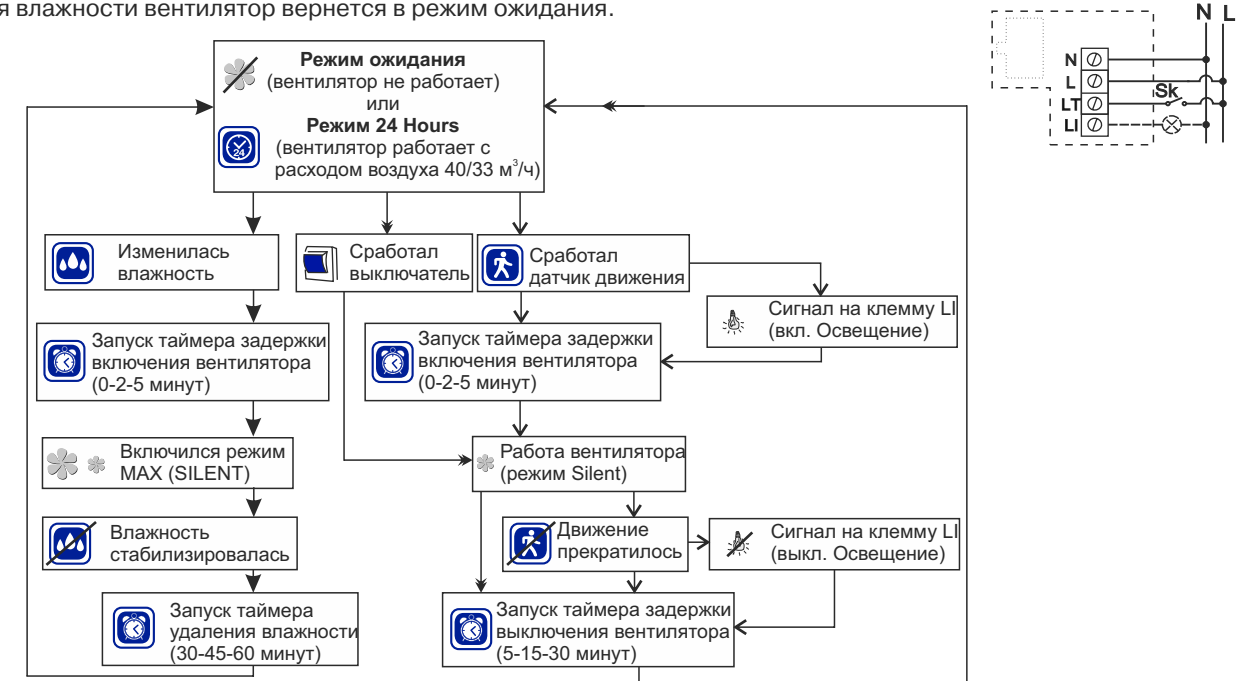 я влажности вентилятор вернется в режим ожидания.
Режим ожидания
(вентилятор не работает)
или
Режим 24 Hours
(вентилятор работает с
расходом воздуха 40/33 м³/ч)
24
N L
N
L
Sk
LT
LI
Изменилась
влажность
Сработал
выключатель
Сработал
датчик движения
Сигнал на клемму LI
(вкл. Освещение)
Запуск таймера задержки
включения вентилятора
(0-2-5 минут)
Запуск таймера задержки
включения вентилятора
(0-2-5 минут)
Включился режим
MAX (SILENT)
Работа вентилятора
(режим Silent)
Влажность
стабилизировалась
Движение
прекратилось
Сигнал на клемму LI
(выкл. Освещение)
Запуск таймера
удаления влажности
(30-45-60 минут)
Запуск таймера задержки
выключения вентилятора
(5-15-30 минут)